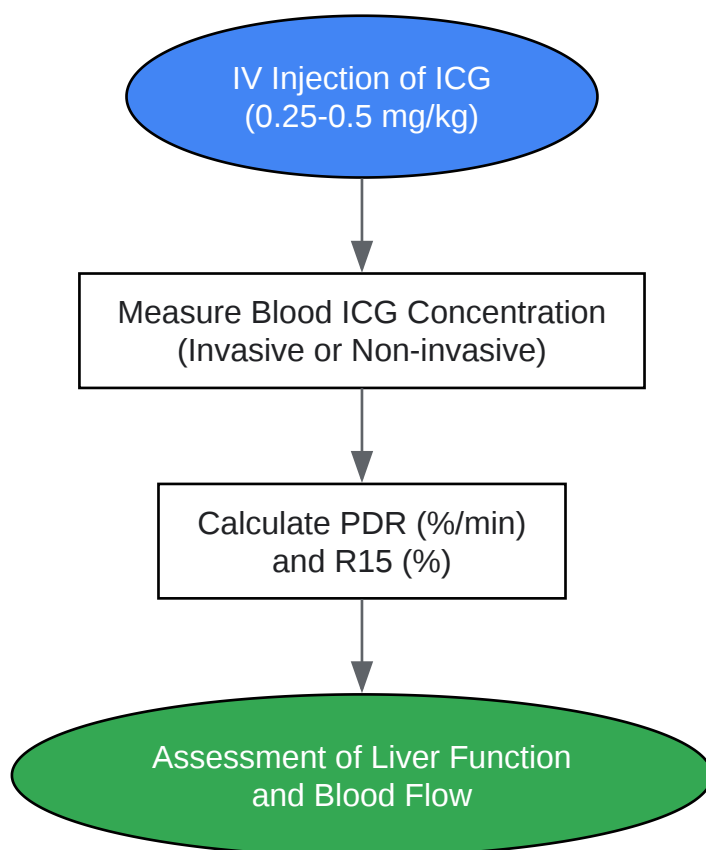 IV Injection of ICG
(0.25-0.5 mg/kg)
Measure Blood ICG Concentration
(Invasive or Non-invasive)
Calculate PDR (%/min)
and R15 (%)
Assessment of Liver Function
and Blood Flow